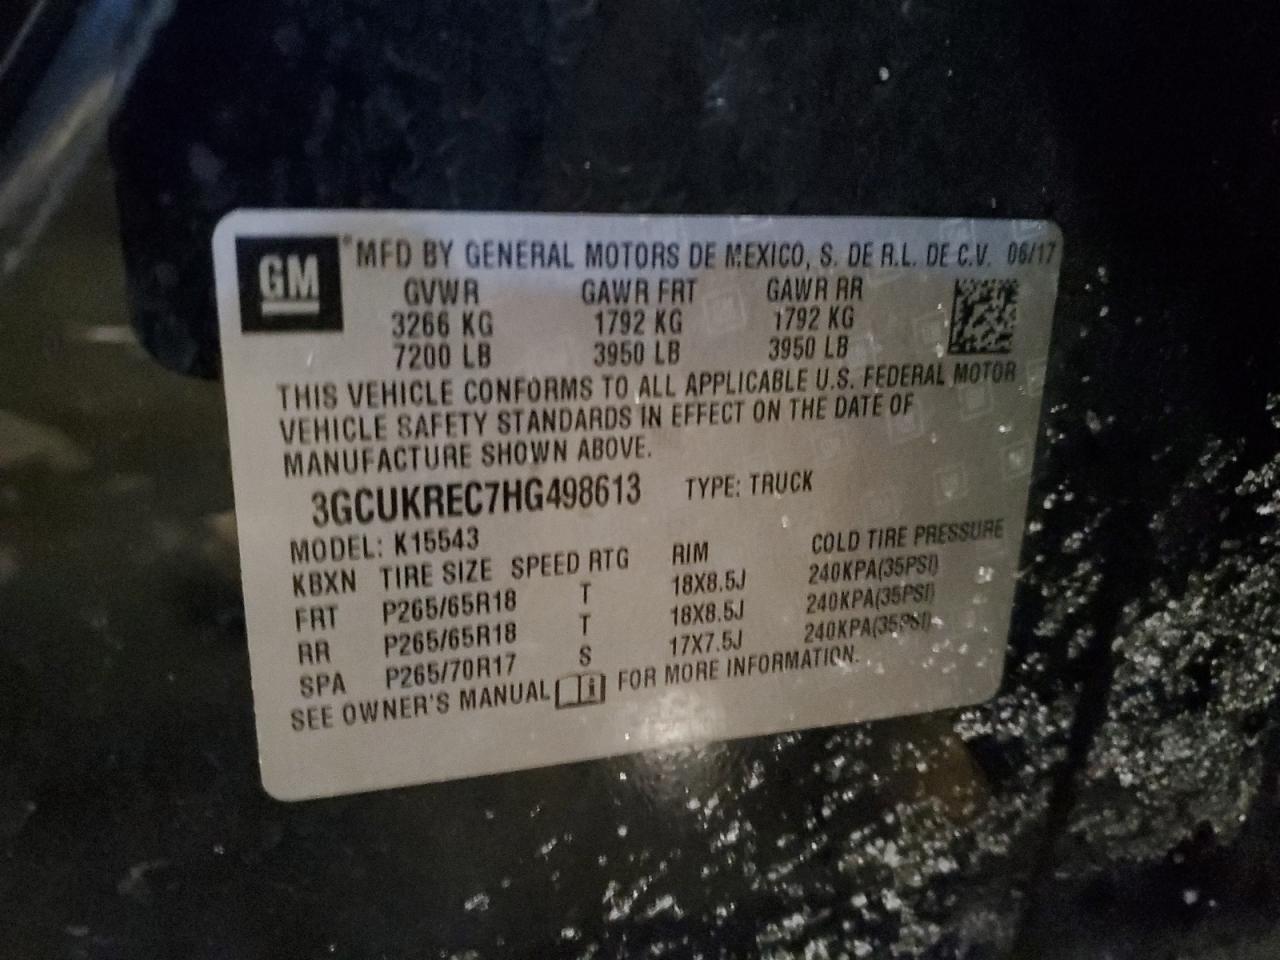 GM ® MFD BY GENERAL MOTORS DE MEXICO, S. DE R.L. DE C.V. 06/17
GVWR GAWR FRT GAWR RR
3266 KG 1792 KG 1792 KG
7200 LB 3950 LB 3950 LB
THIS VEHICLE CONFORMS TO ALL APPLICABLE U.S. FEDERAL MOTOR
VEHICLE SAFETY STANDARDS IN EFFECT ON THE DATE OF
MANUFACTURE SHOWN ABOVE.
3GCUKREC7HG498613 TYPE: TRUCK
MODEL: K15543
KBXN TIRE SIZE SPEED RTG RIM COLD TIRE PRESSURE
FRT P265/65R18 T 18X8.5J 240KPA(35PSI)
RR P265/65R18 T 18X8.5J 240KPA(35PSI)
SPA P265/70R17 S 17X7.5J 240KPA(35PSI)
SEE OWNER'S MANUAL FOR MORE INFORMATION.